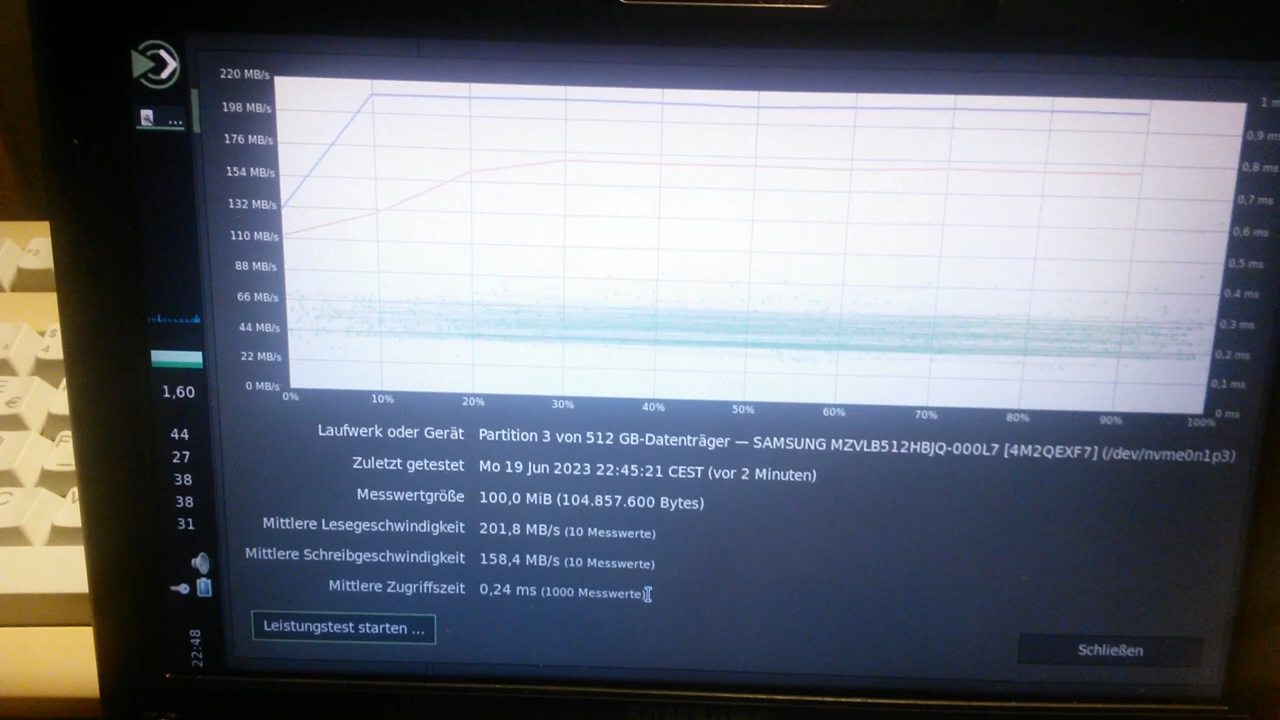 220 MB/s
198 MB/s
176 MB/s
154 MB/s
132 MB/s
110 MB/s
88 MB/s
66 MB/s
44 MB/s
22 MB/s
0 MB/s
0,9 ms
0,8 ms
0,7 ms
0,6 ms
0,5 ms
0,4 ms
0,3 ms
0,2 ms
0,1 ms
0 ms
0% 10% 20% 30% 40% 50% 60% 70% 80% 90% 100%
...
1,60
44
27
38
38
31
22:48
Laufwerk oder Gerät Partition 3 von 512 GB-Datenträger — SAMSUNG MZVLB512HBJQ-000L7 [4M2QEXF7] (/dev/nvme0n1p3)
Zuletzt getestet Mo 19 Jun 2023 22:45:21 CEST (vor 2 Minuten)
Messwertgröße 100,0 MiB (104.857.600 Bytes)
Mittlere Lesegeschwindigkeit 201,8 MB/s (10 Messwerte)
Mittlere Schreibgeschwindigkeit 158,4 MB/s (10 Messwerte)
Mittlere Zugriffszeit 0,24 ms (1000 Messwerte)
Leistungstest starten ...
Schließen
SAMSUNG